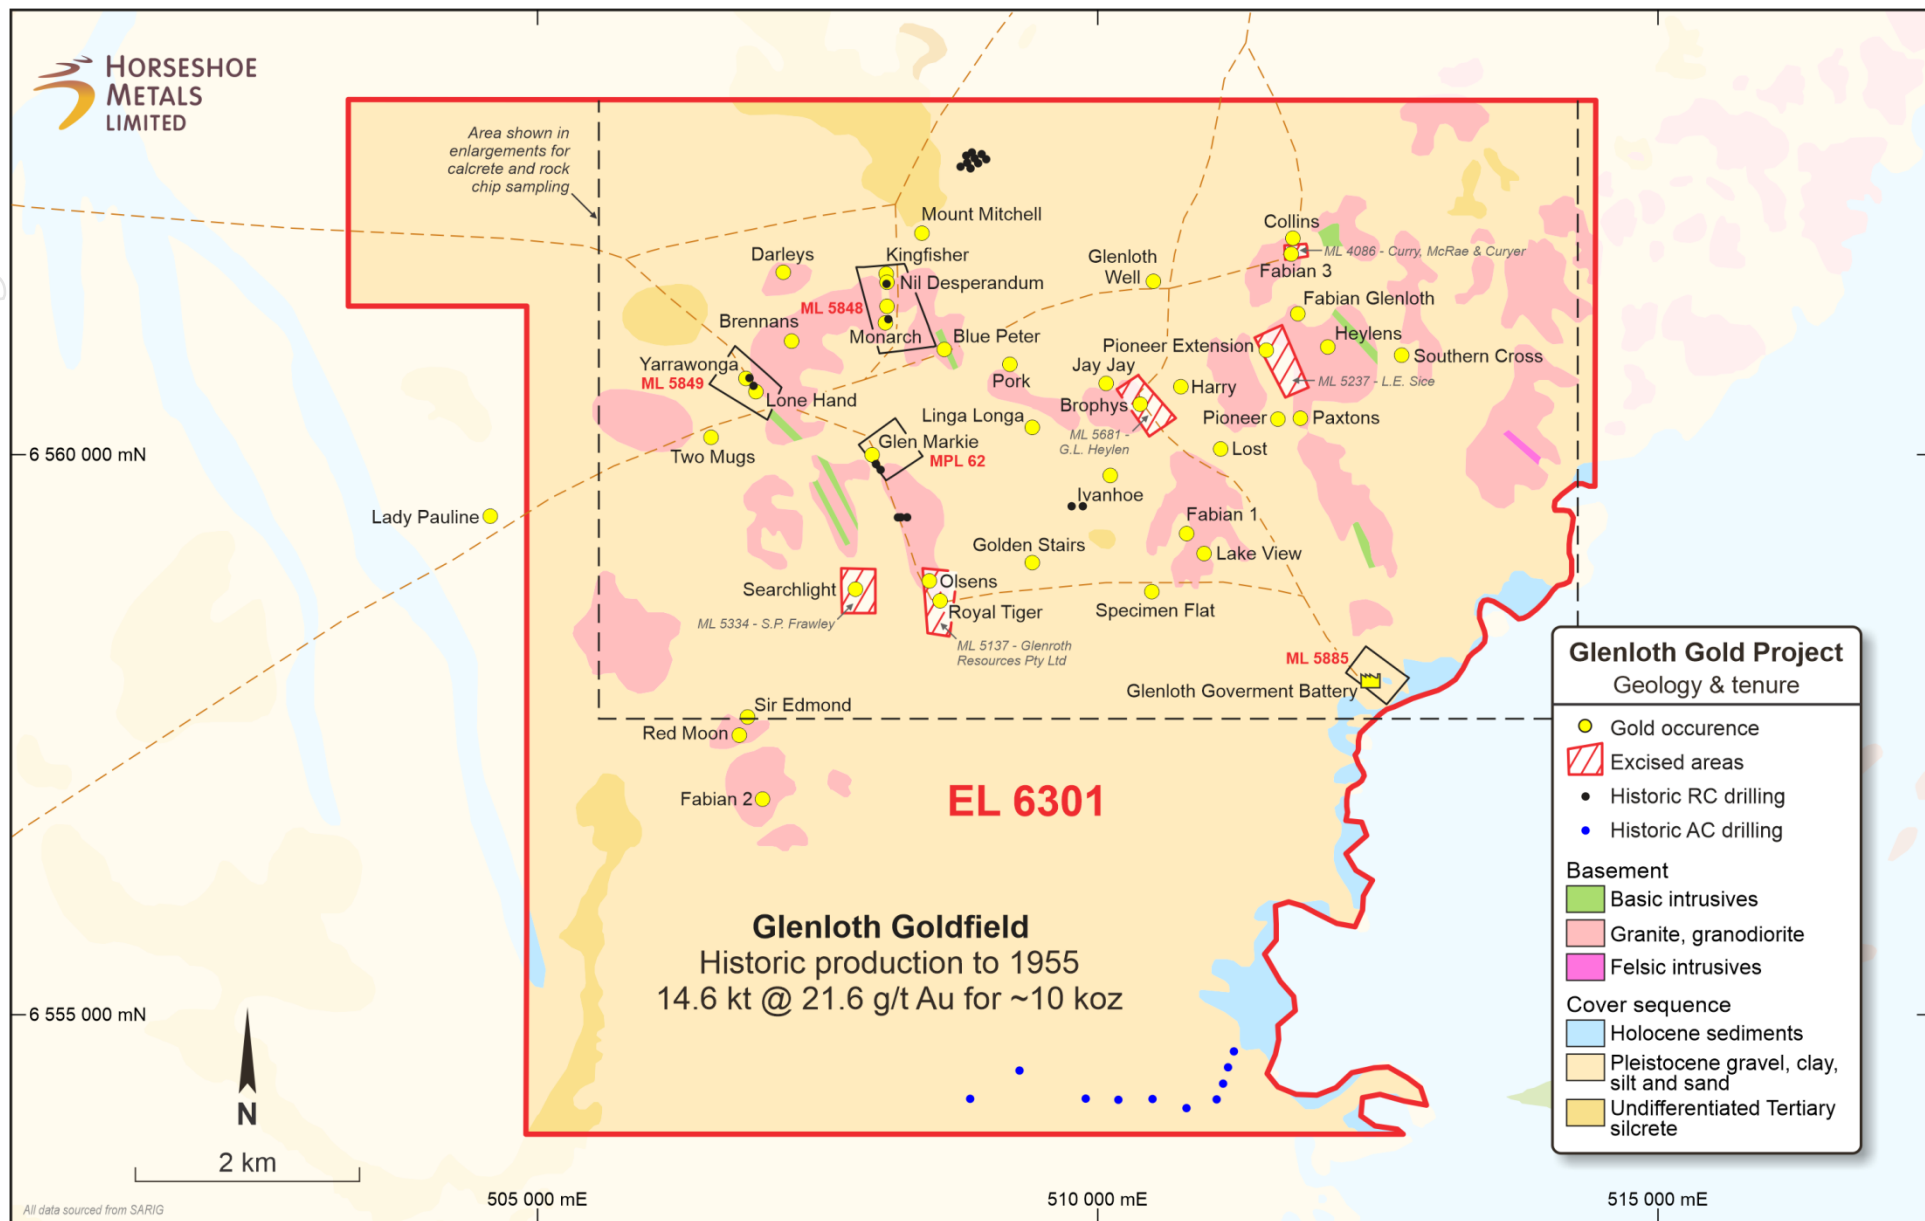 HORSESHOE
METALS
LIMITED
Area shown in
enlargements for
calcrete and rock
chip sampling
Mount Mitchell
Collins
ML 4086 - Curry, McRae & Curyer
Darleys
Kingfisher
Glenloth
Well
Fabian 3
Nil Desperandum
ML 5848
Fabian Glenloth
Brennans
Monarch
Blue Peter
Pioneer Extension
Heylens
Southern Cross
Yarrawonga
ML 5849
Jay Jay
Pork
ML 5237 - L.E. Sice
Lone Hand
Harry
Brophys
Linga Longa
Pioneer
Paxtons
Glen Markie
ML 5681 -
G.L. Heylen
Two Mugs
MPL 62
Lost
6 560 000 mN
Ivanhoe
Lady Pauline
Fabian 1
Golden Stairs
Lake View
Searchlight
Olsens
Royal Tiger
Specimen Flat
ML 5334 - S.P. Frawley
ML 5137 - Glenroth
Resources Pty Ltd
ML 5885
Glenloth Goverment Battery
Sir Edmond
Red Moon
Fabian 2
EL 6301
Glenloth Goldfield
Historic production to 1955
14.6 kt @ 21.6 g/t Au for ~10 koz
6 555 000 mN
N
2 km
505 000 mE
510 000 mE
515 000 mE
All data sourced from SARIG
Glenloth Gold Project
Geology & tenure
Gold occurence
Excised areas
Historic RC drilling
Historic AC drilling
Basement
Basic intrusives
Granite, granodiorite
Felsic intrusives
Cover sequence
Holocene sediments
Pleistocene gravel, clay,
silt and sand
Undifferentiated Tertiary
silcrete